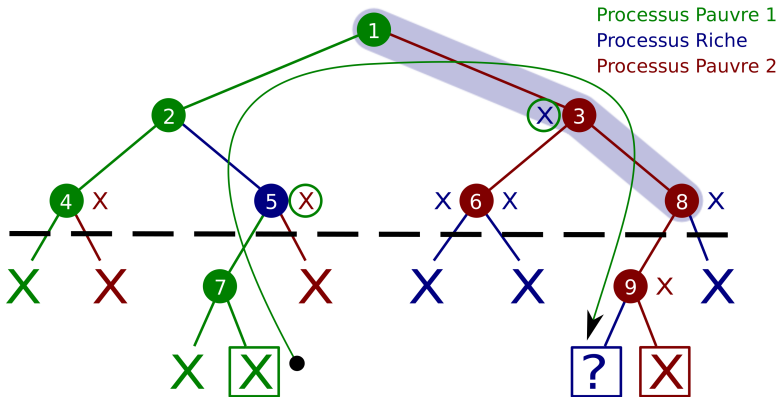 Processus Pauvre 1
Processus Riche
Processus Pauvre 2
1
2
X 3
4 X 5 X X 6 X 8 X
X X 7 X X X 9 X X
X X ? X